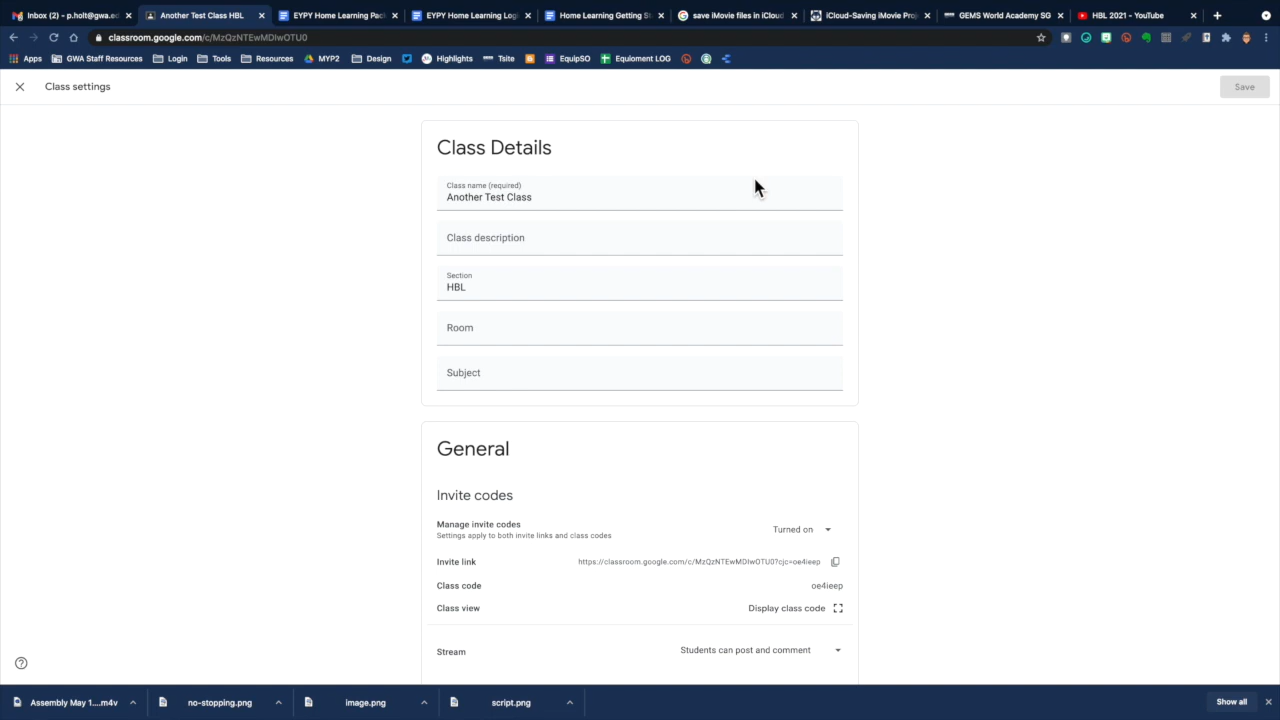 Inbox (2) - p.holt@gwa.ed
Another Test Class HBL
EYPY Home Learning Pac
EYPY Home Learning Log
Home Learning Getting St
save iMovie files in iCloud
iCloud-Saving iMovie Proj
GEMS World Academy SG
HBL 2021 - YouTube
classroom.google.com/c/MzQzNTEwMDIwOTU0
Apps
GWA Staff Resources
Login
Tools
Resources
MYP2
Design
Highlights
Tsite
EquipSO
Equioment LOG
Class settings
Save
Class Details
Class name (required)
Another Test Class
Class description
Section
HBL
Room
Subject
General
Invite codes
Manage invite codes
Turned on
Settings apply to both invite links and class codes
Invite link
https://classroom.google.com/c/MzQzNTEwMDIwOTU0?cjc=oe4ieep
Class code
oe4ieep
Class view
Display class code
Stream
Students can post and comment
Assembly May 1....m4v
no-stopping.png
image.png
script.png
Show all